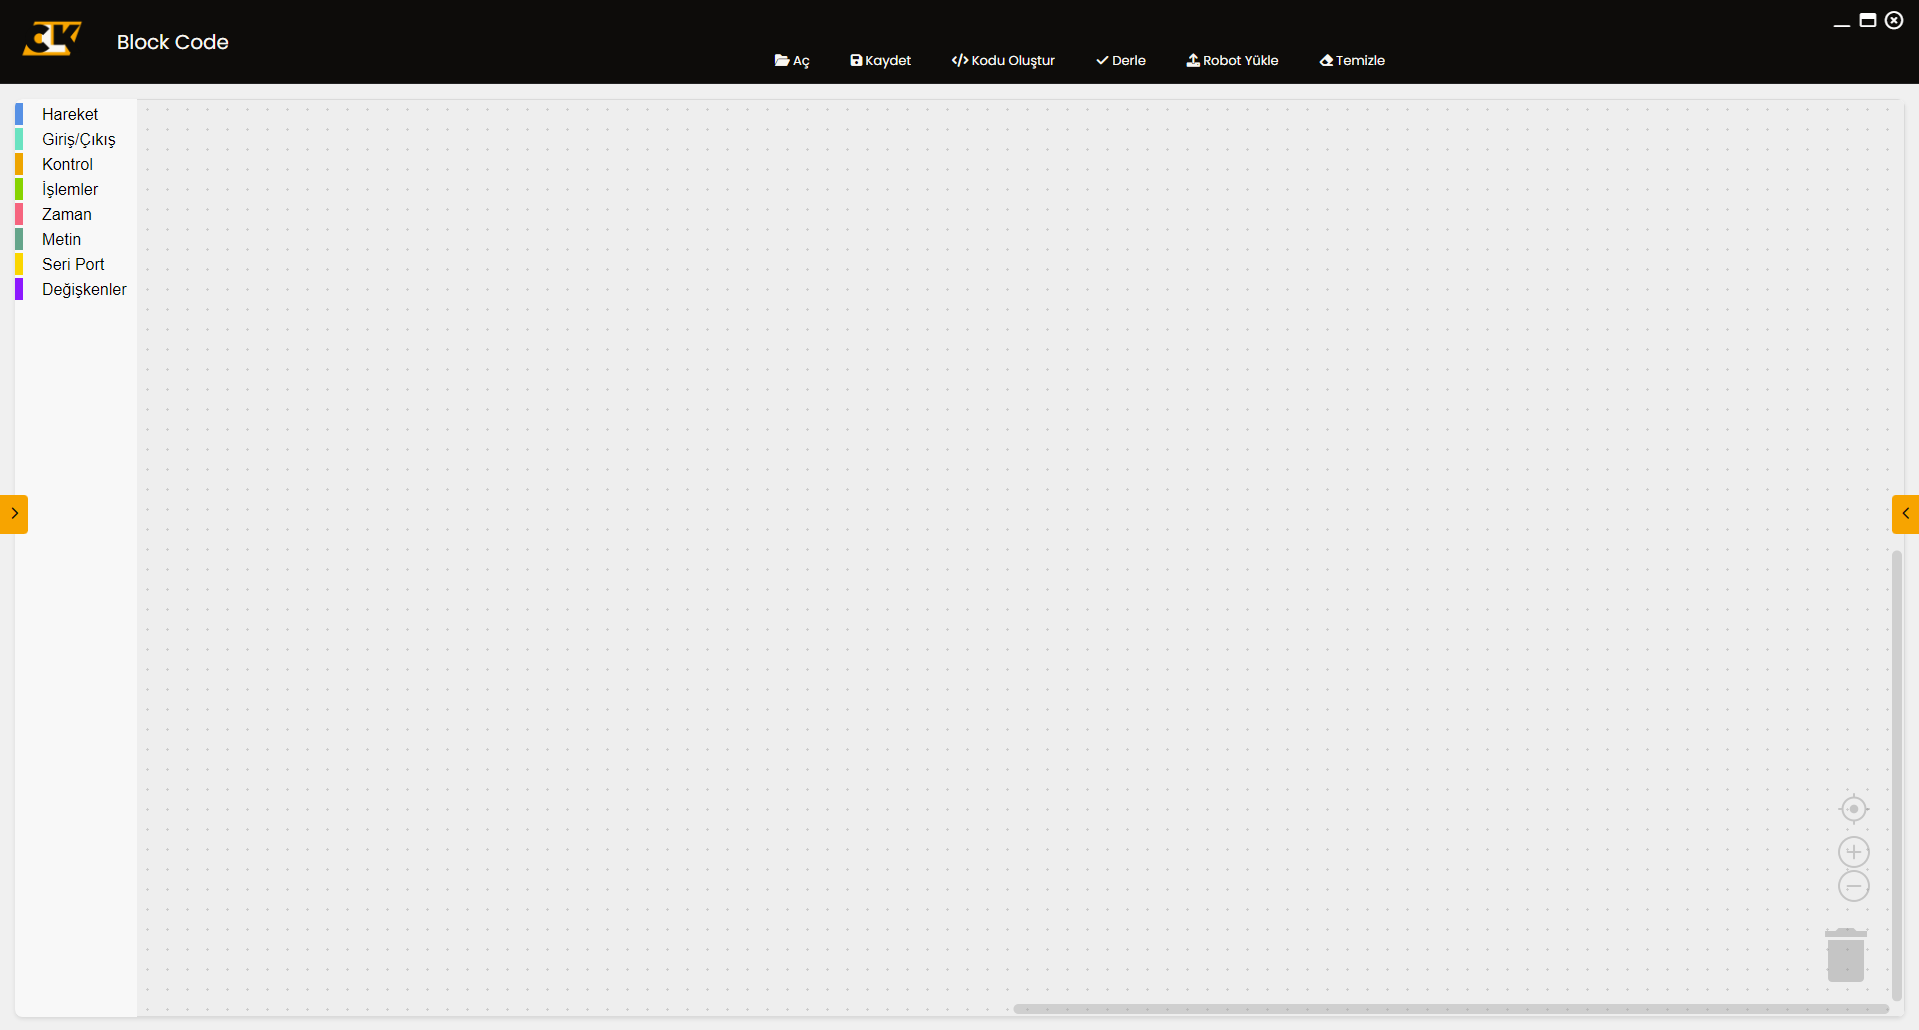 Block Code
Aç Kaydet Kodu Oluştur Derle Robot Yükle Temizle
Hareket
Giriş/Çıkış
Kontrol
İşlemler
Zaman
Metin
Seri Port
Değişkenler